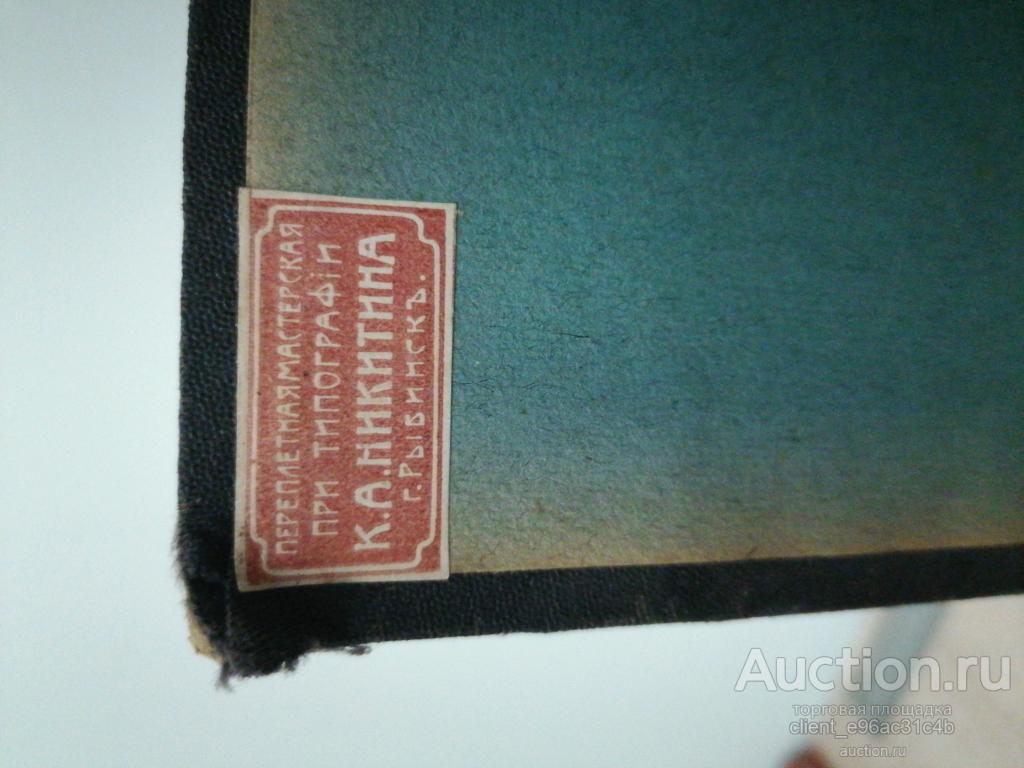 ПЕРЕПЛЕТНАЯ МАСТЕРСКАЯ
ПРИ ТИПОГРАФІИ
К.А.НИКИТИНА
Г.РЫБИНСКЪ.
Auction.ru
торговая площадка
client_e96ac31c4b
auction.ru